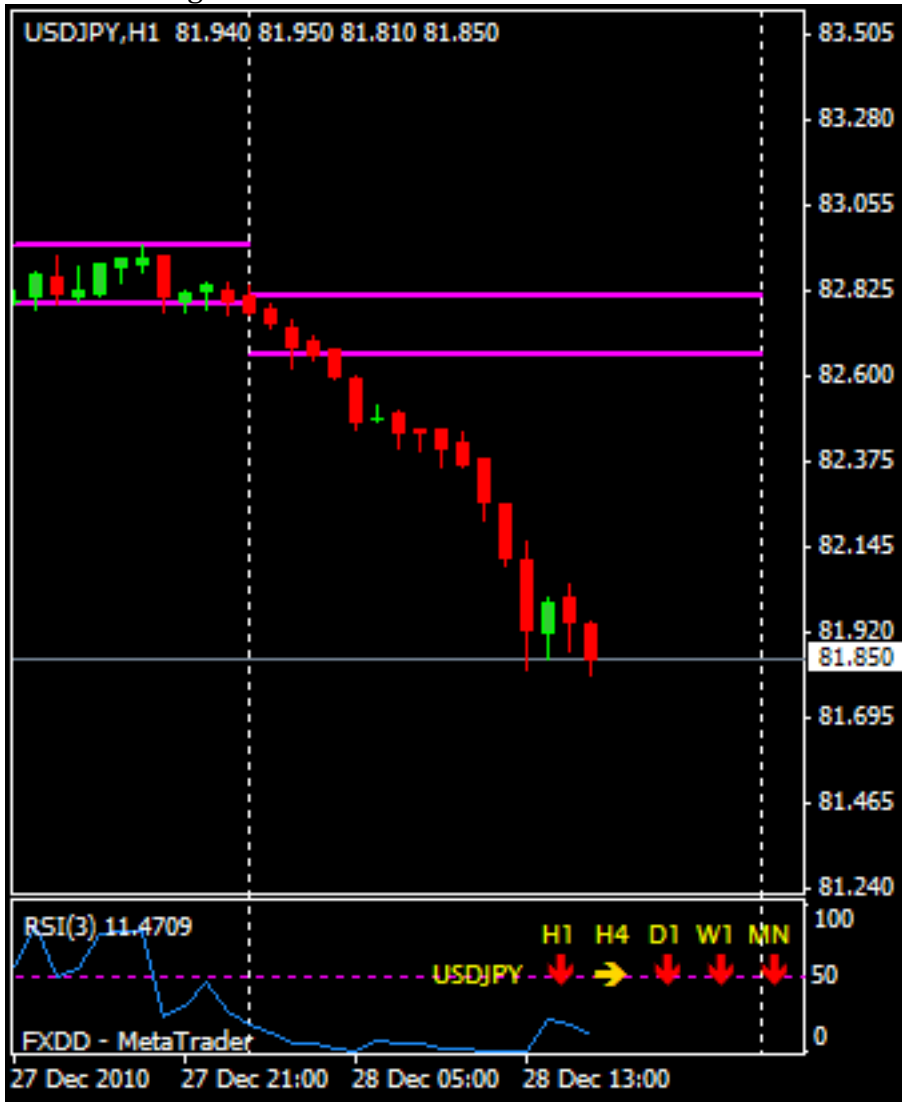 USDJPY,H1 81.940 81.950 81.810 81.850
83.505
83.280
83.055
82.825
82.600
82.375
82.145
81.920
81.850
81.695
81.465
81.240
RSI(3) 11.4709
100
H1 H4 D1 W1 MN
USDJPY
50
FXDD - MetaTrader
0
27 Dec 2010 27 Dec 21:00 28 Dec 05:00 28 Dec 13:00